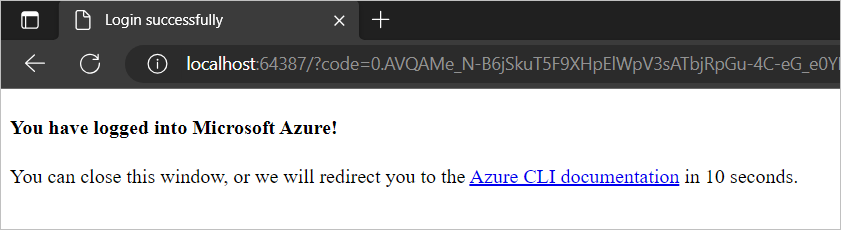 Login successfully
localhost:64387/?code=0.AVQAMe_N-B6jSkuT5F9XHpElWpV3sATbjRpGu-4C-eG_e0Y
You have logged into Microsoft Azure!
You can close this window, or we will redirect you to the Azure CLI documentation in 10 seconds.